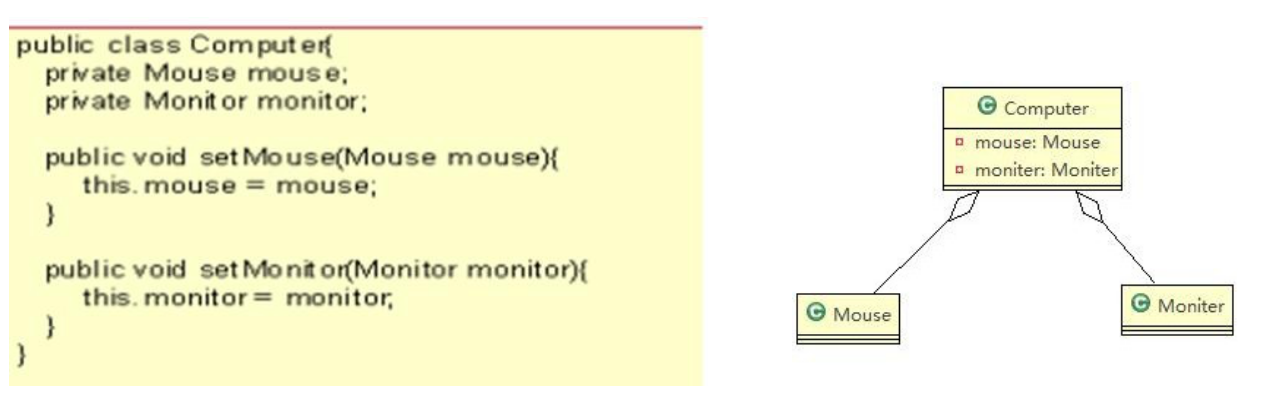 public class Computer{
private Mouse mouse;
private Monitor monitor;
public void setMouse(Mouse mouse){
this.mouse = mouse;
}
public void setMonitor(Monitor monitor){
this.monitor = monitor;
}
}
C Computer
mouse: Mouse
moniter: Moniter
C Mouse
C Moniter